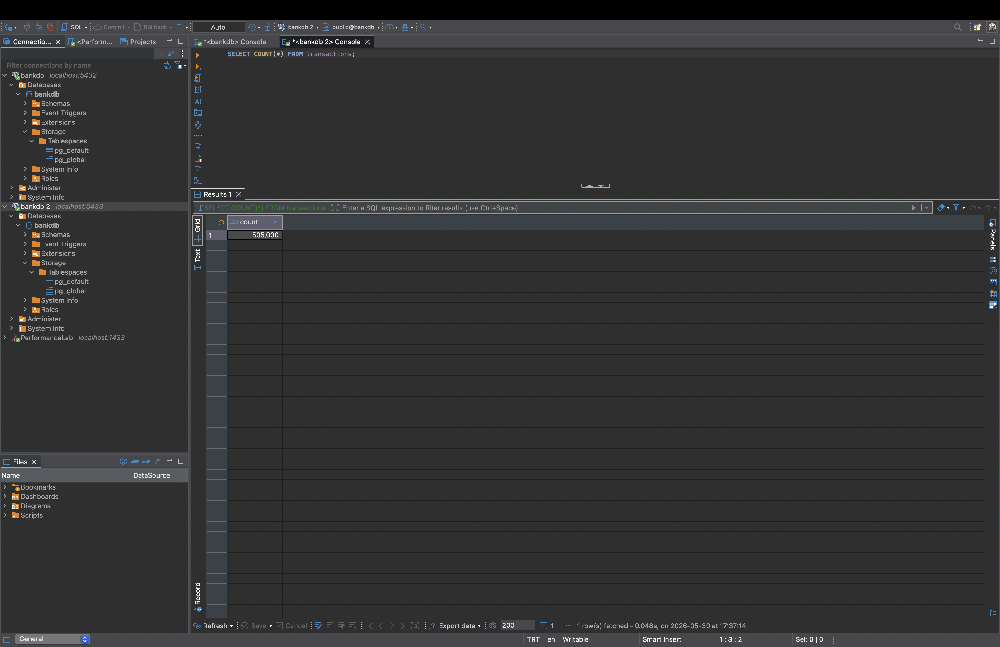 SQL
Commit
Rollback
T
Auto
bankdb 2
public@bankdb
Connectio...
<Perform...
Projects
*<bankdb> Console
*<bankdb 2> Console
Filter connections by name
bankdb localhost:5432
Databases
bankdb
Schemas
Event Triggers
Extensions
Storage
Tablespaces
pg_default
pg_global
System Info
Roles
Administer
System Info
bankdb 2 localhost:5433
Databases
bankdb
Schemas
Event Triggers
Extensions
Storage
Tablespaces
pg_default
pg_global
System Info
Roles
Administer
System Info
PerformanceLab localhost:1433
Files
Name DataSource
Bookmarks
Dashboards
Diagrams
Scripts
General
SELECT COUNT(*) FROM transactions;
AI
Results 1
SELECT COUNT(*) FROM transactions Enter a SQL expression to filter results (use Ctrl+Space)
Grid
Text
Record
123 count
1 505,000
Panels
Refresh Save Cancel Export data 200 1 ... 1 row(s) fetched - 0.048s, on 2026-05-30 at 17:37:14
TRT en Writable Smart Insert 1 : 3 : 2 Sel: 0 | 0